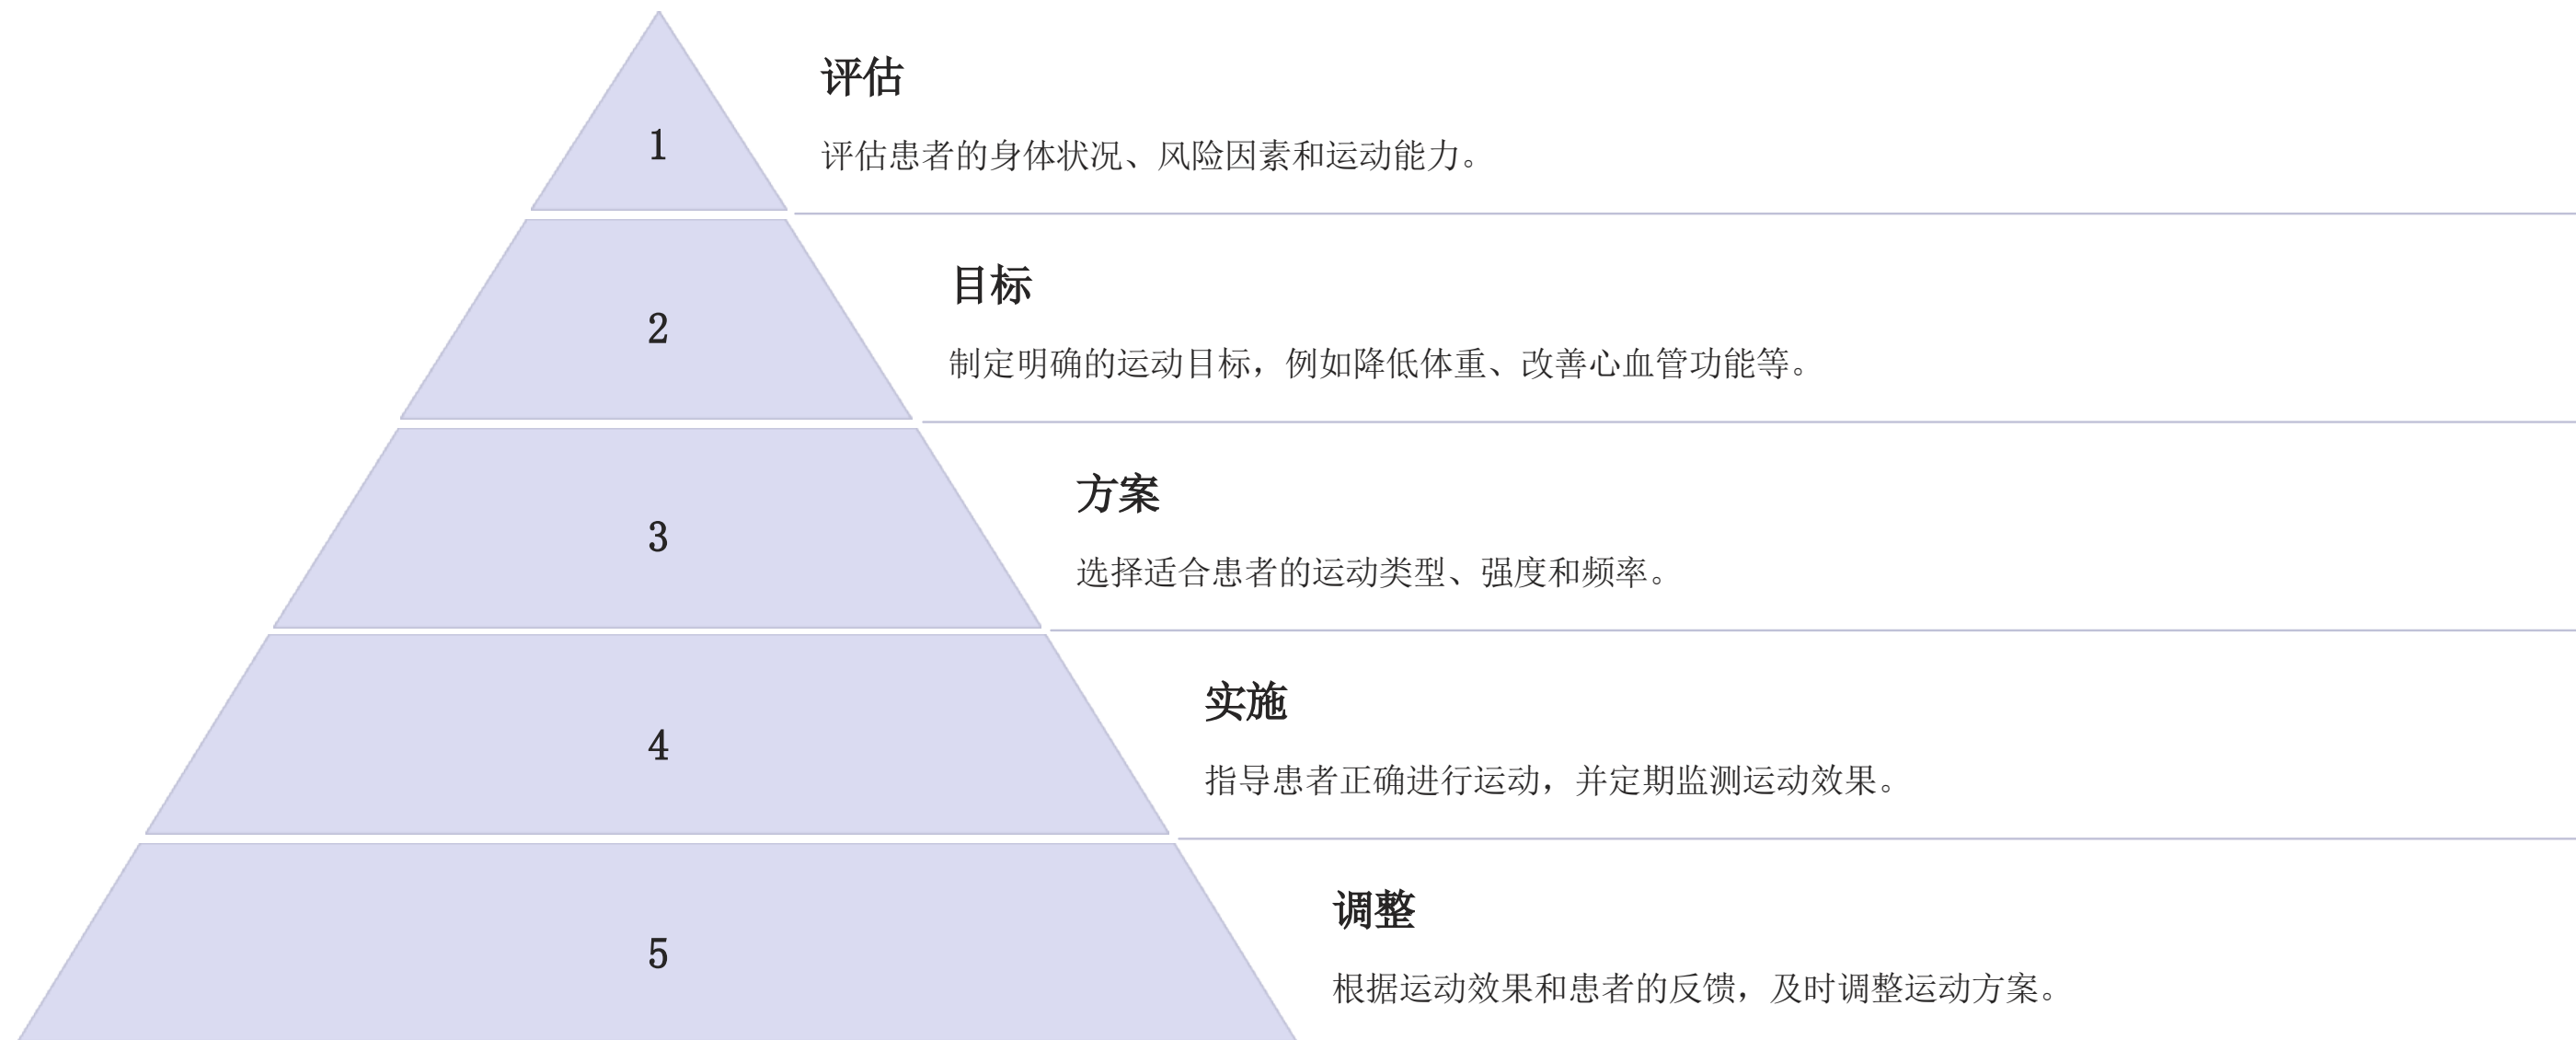 评估
1
评估患者的身体状况、风险因素和运动能力。
目标
2
制定明确的运动目标，例如降低体重、改善心血管功能等。
方案
3
选择适合患者的运动类型、强度和频率。
实施
4
指导患者正确进行运动，并定期监测运动效果。
调整
5
根据运动效果和患者的反馈，及时调整运动方案。